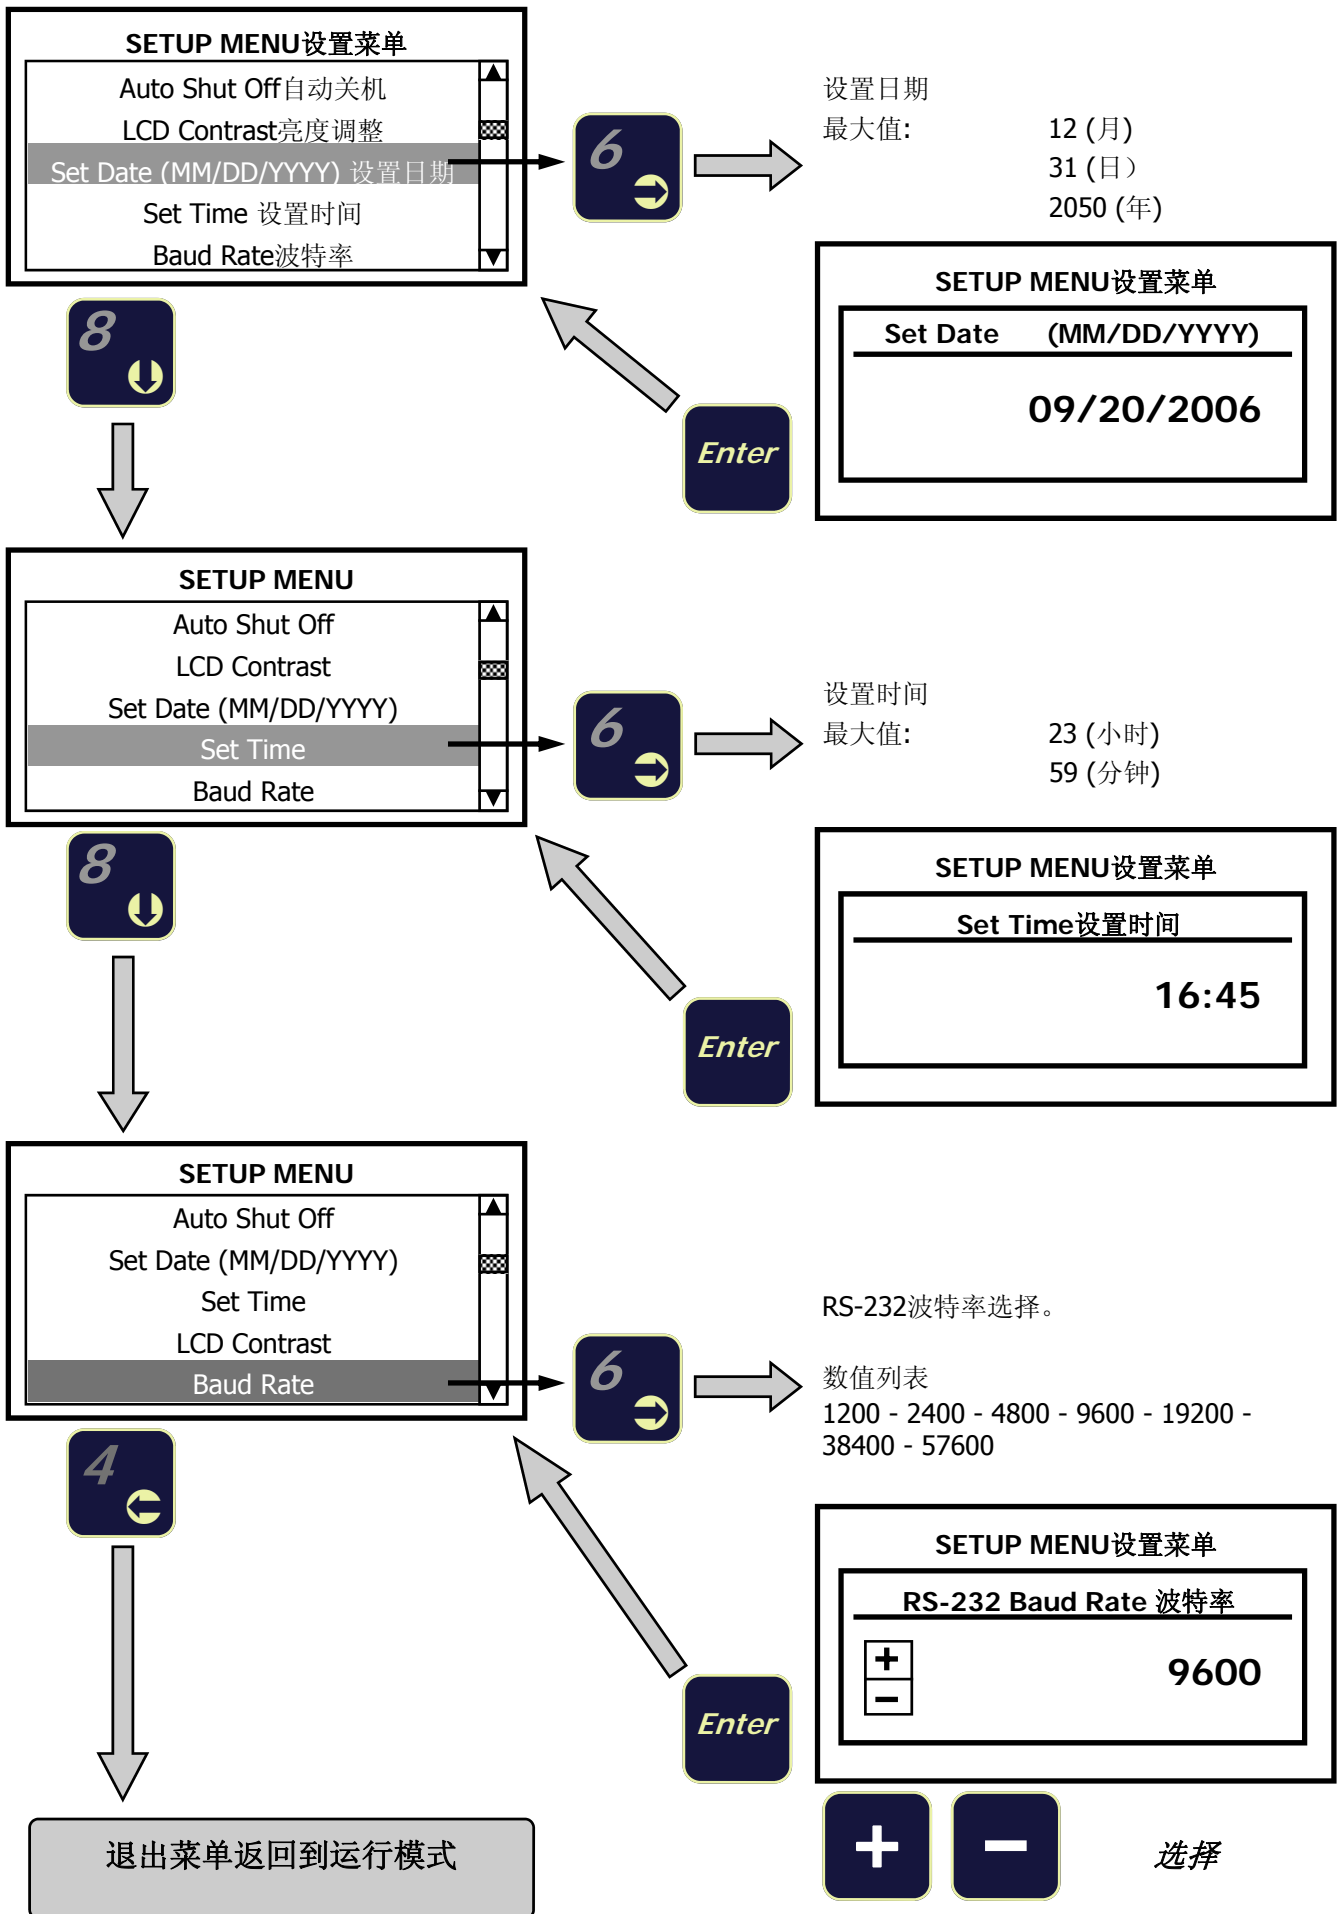 SETUP MENU设置菜单
Auto Shut Off自动关机
LCD Contrast亮度调整
Set Date (MM/DD/YYYY) 设置日期
Set Time 设置时间
Baud Rate波特率
6
设置日期
最大值: 12 (月)
31 (日）
2050 (年)
8
SETUP MENU设置菜单
Set Date (MM/DD/YYYY)
09/20/2006
Enter
SETUP MENU
Auto Shut Off
LCD Contrast
Set Date (MM/DD/YYYY)
Set Time
Baud Rate
6
设置时间
最大值: 23 (小时)
59 (分钟)
8
SETUP MENU设置菜单
Set Time设置时间
16:45
Enter
SETUP MENU
Auto Shut Off
Set Date (MM/DD/YYYY)
Set Time
LCD Contrast
Baud Rate
6
RS-232波特率选择。
数值列表
1200 - 2400 - 4800 - 9600 - 19200 -
38400 - 57600
4
SETUP MENU设置菜单
RS-232 Baud Rate 波特率
+
9600
−
Enter
+ − 选择
退出菜单返回到运行模式